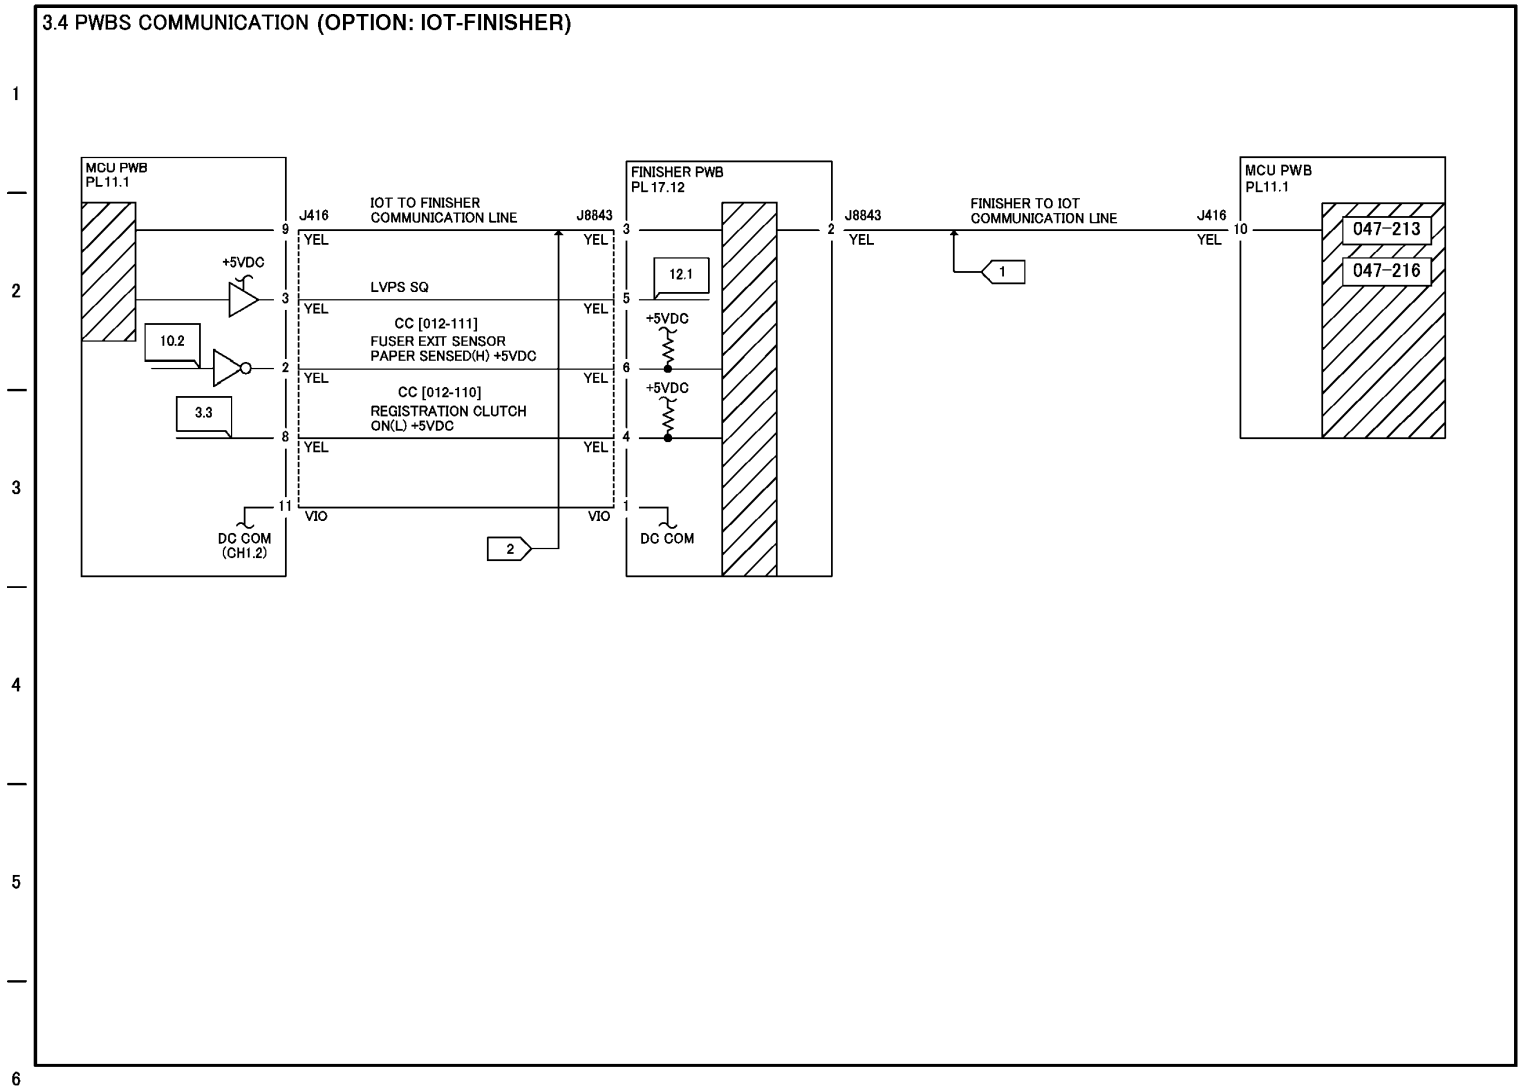 3.4 PWBS COMMUNICATION (OPTION: IOT-FINISHER)
1
2
3
4
5
6
MCU PWB
PL11.1
+5VDC
10.2
3.3
DC COM
(CH1.2)
9
3
2
8
11
J416
YEL
YEL
YEL
YEL
VIO
IOT TO FINISHER
COMMUNICATION LINE
LVPS SQ
CC [012-111]
FUSER EXIT SENSOR
PAPER SENSED(H) +5VDC
CC [012-110]
REGISTRATION CLUTCH
ON(L) +5VDC
2
J8843
YEL
YEL
YEL
YEL
VIO
3
5
6
4
1
FINISHER PWB
PL 17.12
12.1
+5VDC
+5VDC
DC COM
2
J8843
YEL
FINISHER TO IOT
COMMUNICATION LINE
1
J416
YEL
10
MCU PWB
PL11.1
047-213
047-216